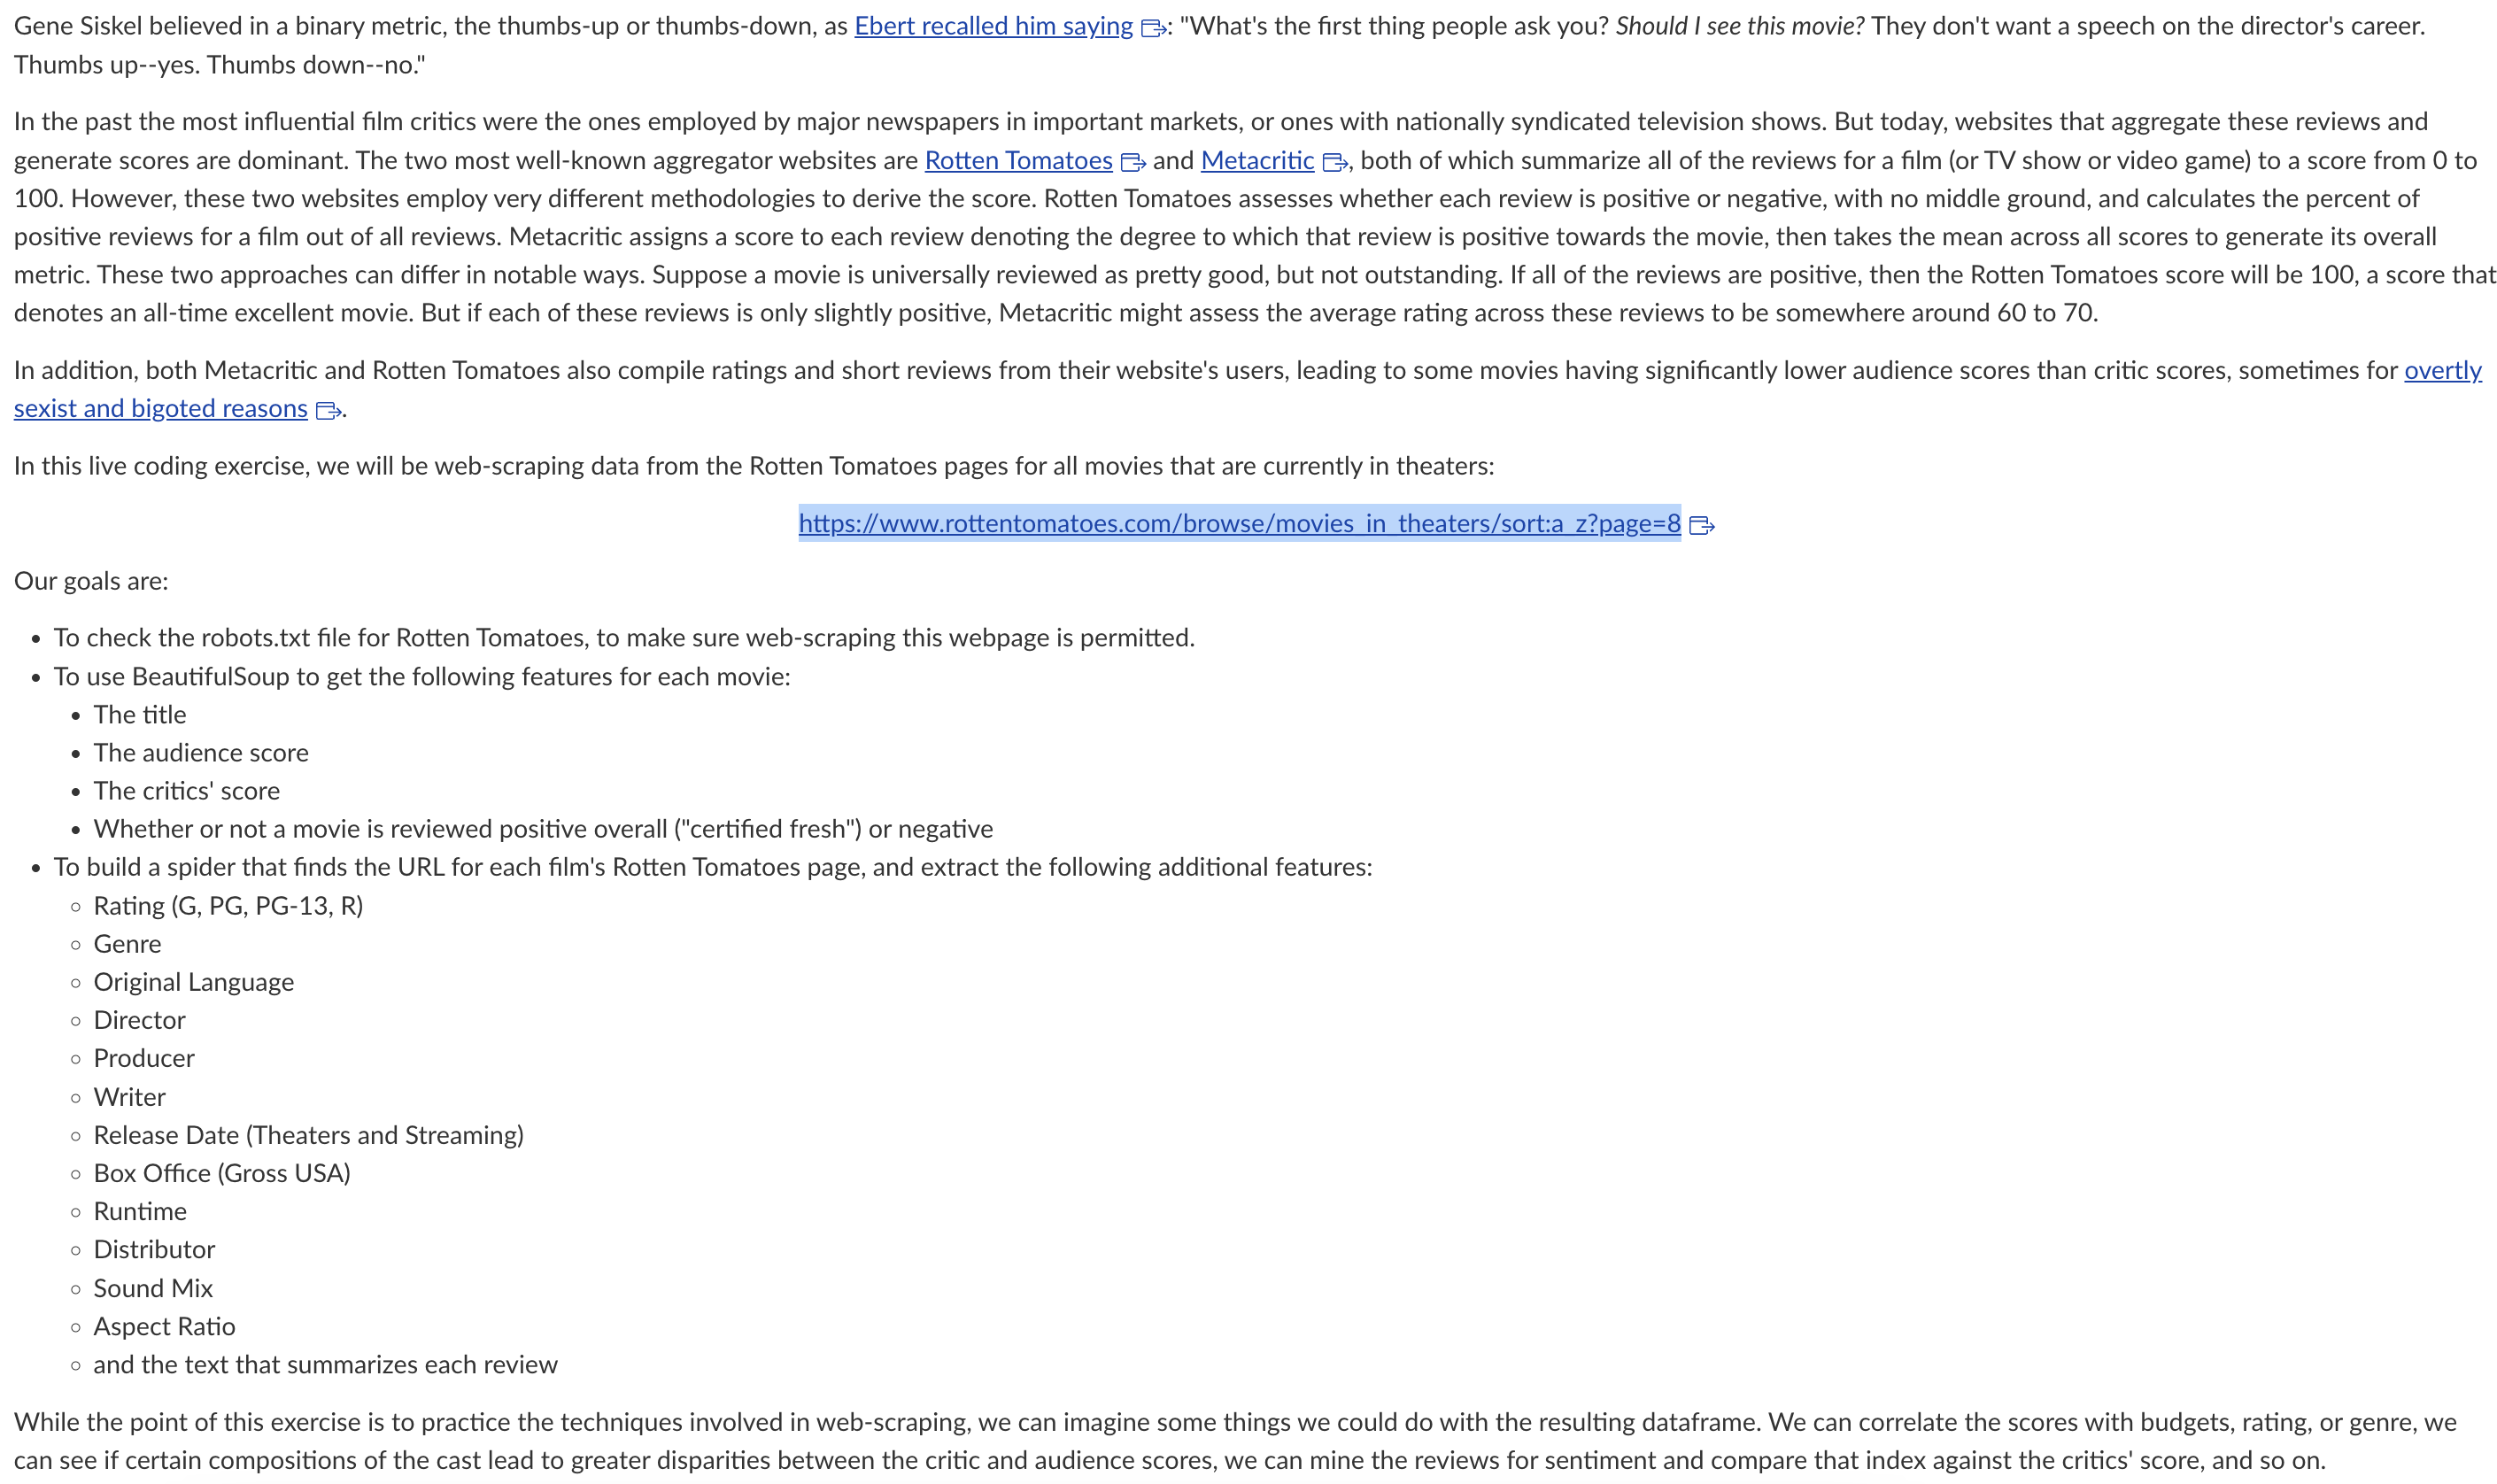 Gene Siskel believed in a binary metric, the thumbs-up or thumbs-down, as Ebert recalled him saying: "What's the first thing people ask you? Should I see this movie? They don't want a speech on the director's career.
Thumbs up--yes. Thumbs down--no."
In the past the most influential film critics were the ones employed by major newspapers in important markets, or ones with nationally syndicated television shows. But today, websites that aggregate these reviews and
generate scores are dominant. The two most well-known aggregator websites are Rotten Tomatoes and Metacritic, both of which summarize all of the reviews for a film (or TV show or video game) to a score from 0 to
100. However, these two websites employ very different methodologies to derive the score. Rotten Tomatoes assesses whether each review is positive or negative, with no middle ground, and calculates the percent of
positive reviews for a film out of all reviews. Metacritic assigns a score to each review denoting the degree to which that review is positive towards the movie, then takes the mean across all scores to generate its overall
metric. These two approaches can differ in notable ways. Suppose a movie is universally reviewed as pretty good, but not outstanding. If all of the reviews are positive, then the Rotten Tomatoes score will be 100, a score that
denotes an all-time excellent movie. But if each of these reviews is only slightly positive, Metacritic might assess the average rating across these reviews to be somewhere around 60 to 70.
In addition, both Metacritic and Rotten Tomatoes also compile ratings and short reviews from their website's users, leading to some movies having significantly lower audience scores than critic scores, sometimes for overtly
sexist and bigoted reasons.
In this live coding exercise, we will be web-scraping data from the Rotten Tomatoes pages for all movies that are currently in theaters:
https://www.rottentomatoes.com/browse/movies_in_theaters/sort:a_z?page=8
Our goals are:
• To check the robots.txt file for Rotten Tomatoes, to make sure web-scraping this webpage is permitted.
• To use BeautifulSoup to get the following features for each movie:
• The title
• The audience score
• The critics' score
• Whether or not a movie is reviewed positive overall ("certified fresh") or negative
• To build a spider that finds the URL for each film's Rotten Tomatoes page, and extract the following additional features:
◦ Rating (G, PG, PG-13, R)
◦ Genre
◦ Original Language
◦ Director
◦ Producer
◦ Writer
◦ Release Date (Theaters and Streaming)
◦ Box Office (Gross USA)
◦ Runtime
◦ Distributor
◦ Sound Mix
◦ Aspect Ratio
◦ and the text that summarizes each review
While the point of this exercise is to practice the techniques involved in web-scraping, we can imagine some things we could do with the resulting dataframe. We can correlate the scores with budgets, rating, or genre, we
can see if certain compositions of the cast lead to greater disparities between the critic and audience scores, we can mine the reviews for sentiment and compare that index against the critics' score, and so on.